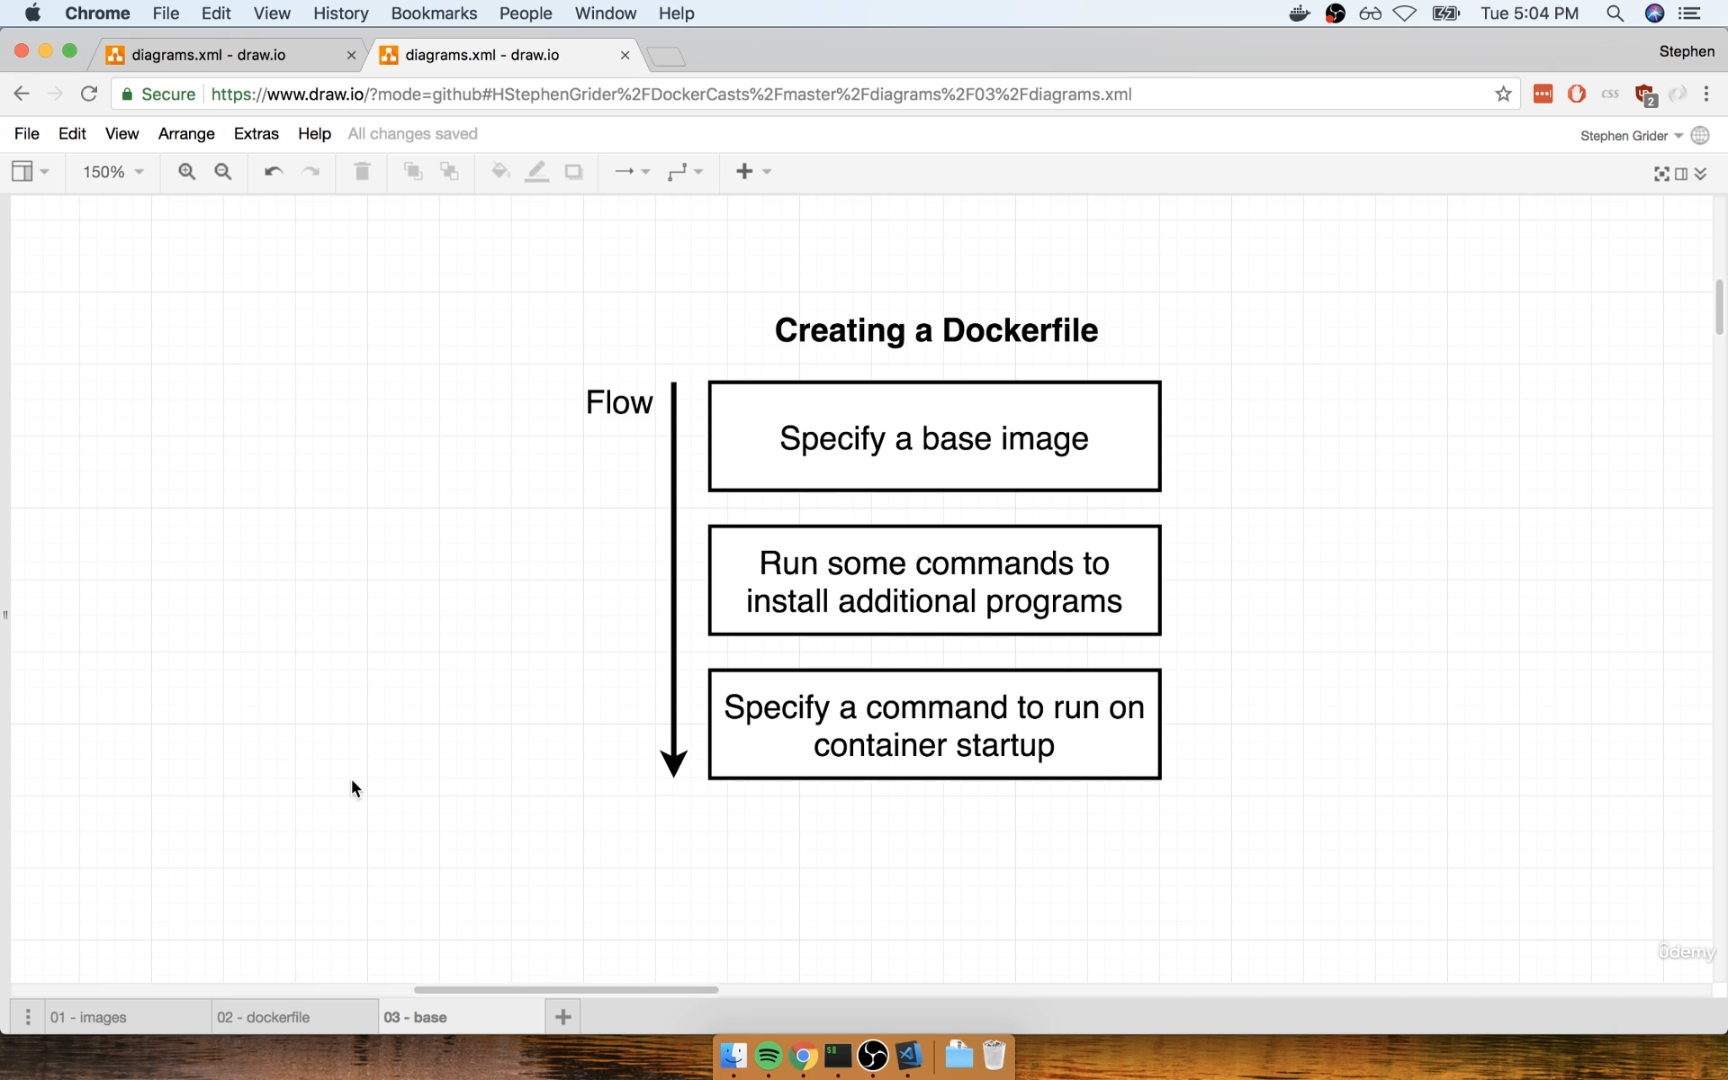 Chrome File Edit View History Bookmarks People Window Help Tue 5:04 PM
diagrams.xml - draw.io
diagrams.xml - draw.io
Stephen
Secure https://www.draw.io/?mode=github#HStephenGrider%2FDockerCasts%2Fmaster%2Fdiagrams%2F03%2Fdiagrams.xml
CSS
2
File Edit View Arrange Extras Help All changes saved
Stephen Grider
150%
Creating a Dockerfile
Flow
Specify a base image
Run some commands to
install additional programs
Specify a command to run on
container startup
ûdemy
01 - images
02 - dockerfile
03 - base